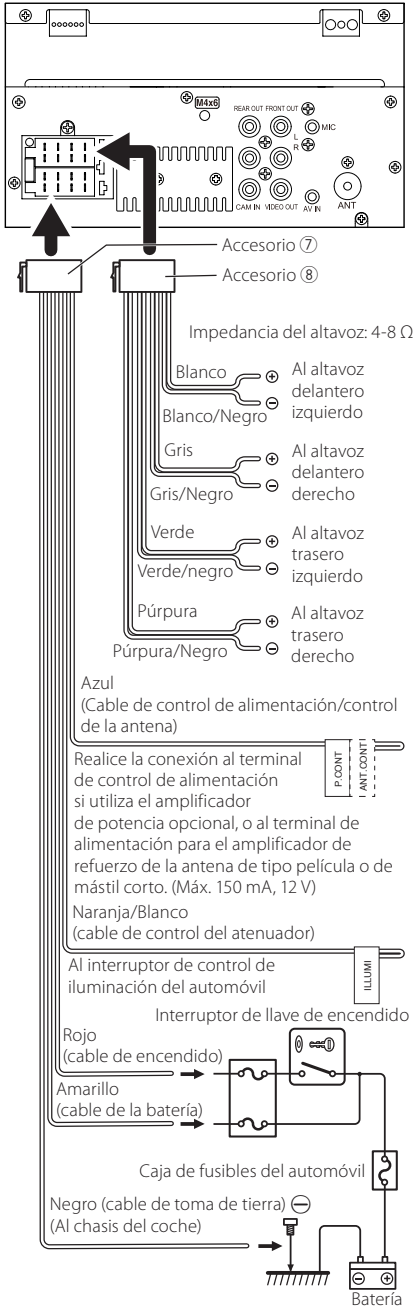 M4x6
REAR OUT FRONT OUT
MIC
L
R
CAM IN VIDEO OUT AV IN ANT
Accesorio ⑦
Accesorio ⑧
Impedancia del altavoz: 4-8 Ω
Blanco
Blanco/Negro
⊕
⊖
Al altavoz
delantero
izquierdo
Gris
Gris/Negro
⊕
⊖
Al altavoz
delantero
derecho
Verde
Verde/negro
⊕
⊖
Al altavoz
trasero
izquierdo
Púrpura
Púrpura/Negro
⊕
⊖
Al altavoz
trasero
derecho
Azul
(Cable de control de alimentación/control
de la antena)
P.CONT
ANT.CONT
Realice la conexión al terminal
de control de alimentación
si utiliza el amplificador
de potencia opcional, o al terminal de
alimentación para el amplificador de
refuerzo de la antena de tipo película o de
mástil corto. (Máx. 150 mA, 12 V)
Naranja/Blanco
(cable de control del atenuador)
ILLUMI
Al interruptor de control de
iluminación del automóvil
Interruptor de llave de encendido
Rojo
(cable de encendido)
Amarillo
(cable de la batería)
Caja de fusibles del automóvil
Negro (cable de toma de tierra) ⊖
(Al chasis del coche)
⊖ ⊕
Batería